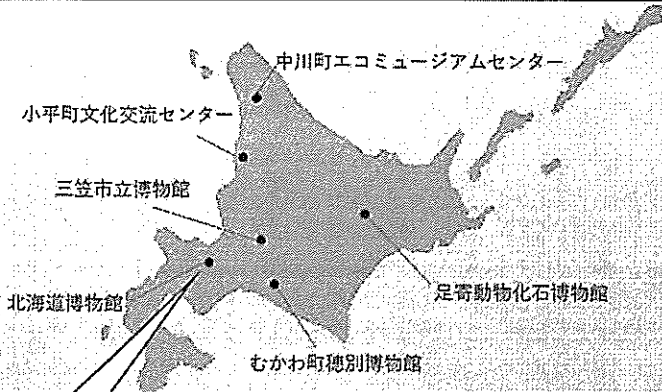 中川町エコミュージアムセンター
小平町文化交流センター
三笠市立博物館
北海道博物館
足寄動物化石博物館
むかわ町穂別博物館